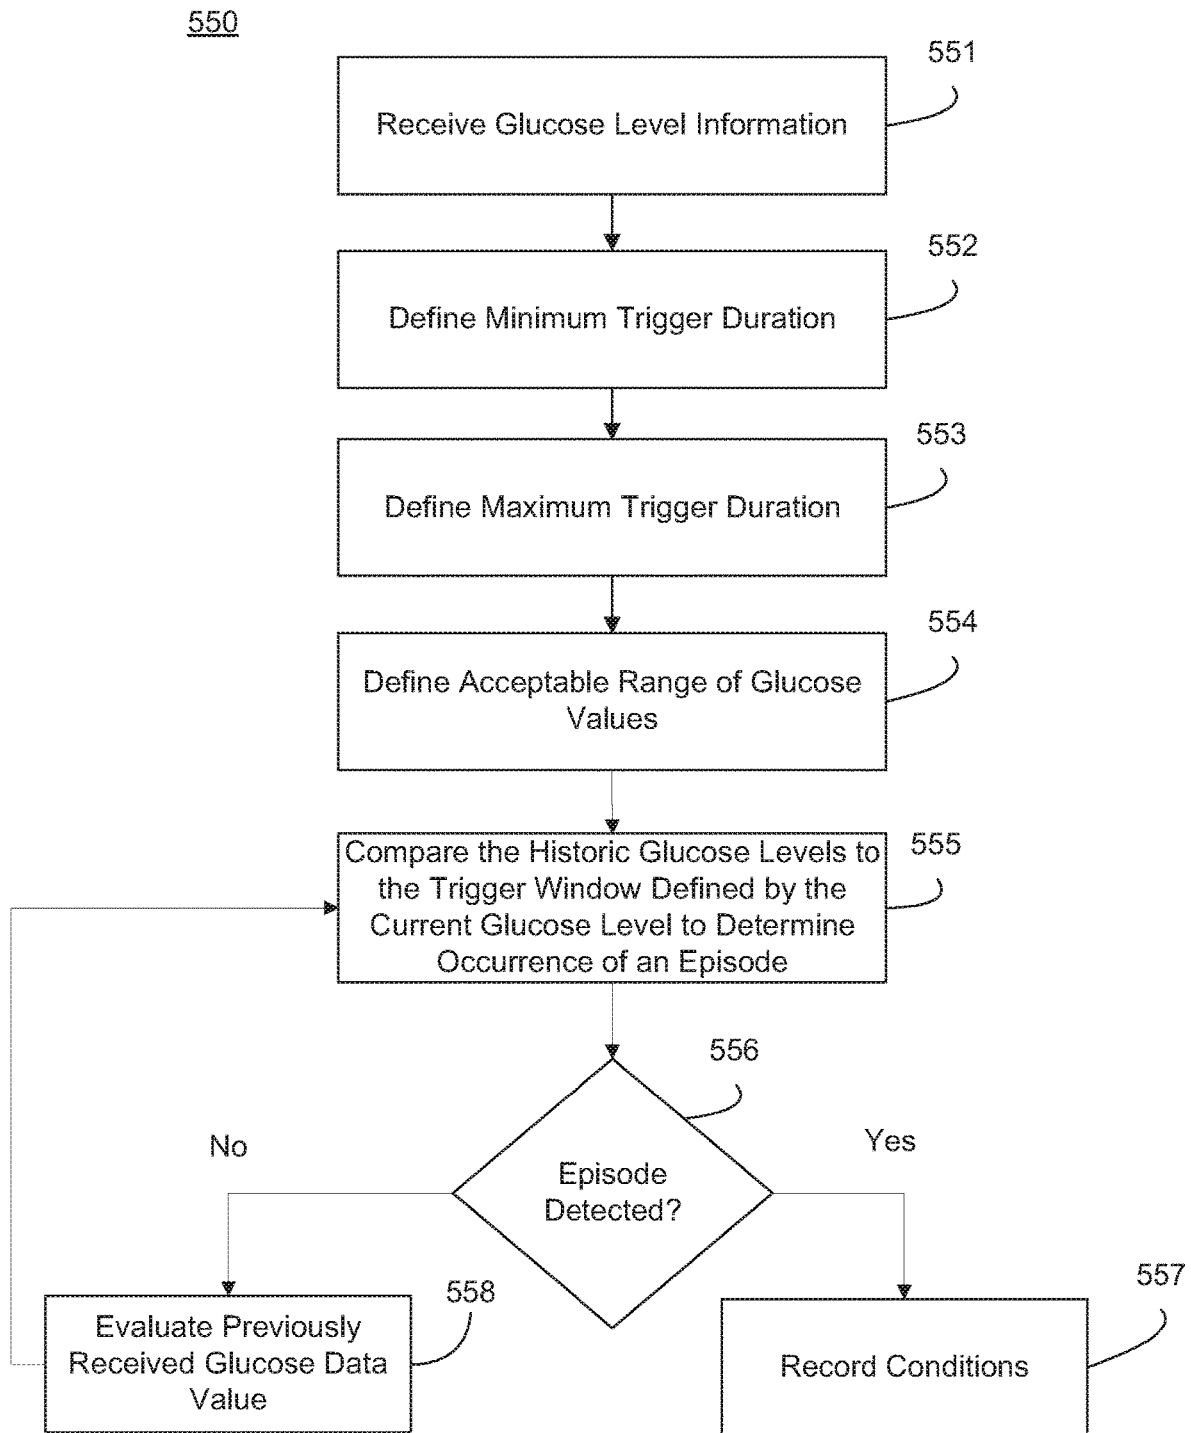 550
551
Receive Glucose Level Information
552
Define Minimum Trigger Duration
553
Define Maximum Trigger Duration
554
Define Acceptable Range of Glucose
Values
555
Compare the Historic Glucose Levels to
the Trigger Window Defined by the
Current Glucose Level to Determine
Occurrence of an Episode
556
No
Yes
Episode
Detected?
557
558
Evaluate Previously
Received Glucose Data
Value
Record Conditions